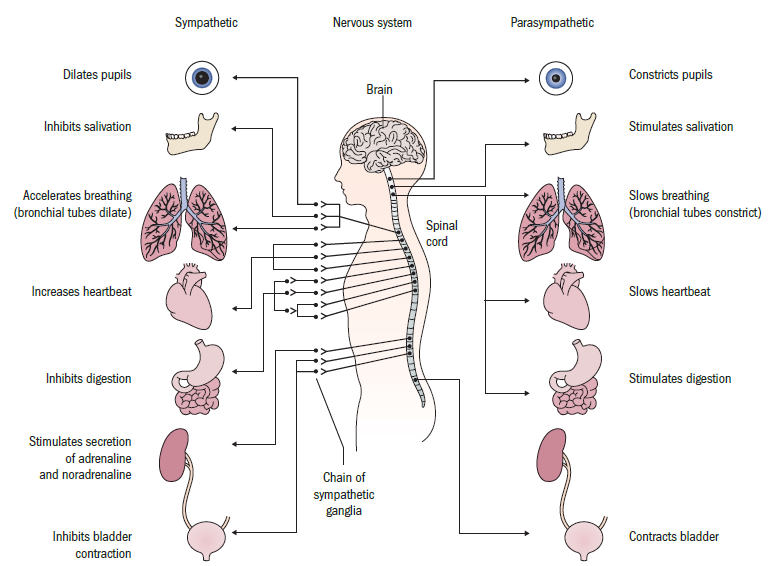 Sympathetic
Nervous system
Parasympathetic
Brain
Dilates pupils
Constricts pupils
Inhibits salivation
Stimulates salivation
Accelerates breathing
(bronchial tubes dilate)
Slows breathing
(bronchial tubes constrict)
Spinal
cord
Increases heartbeat
Slows heartbeat
Inhibits digestion
Stimulates digestion
Stimulates secretion
of adrenaline
and noradrenaline
Chain of
sympathetic
ganglia
Inhibits bladder
contraction
Contracts bladder